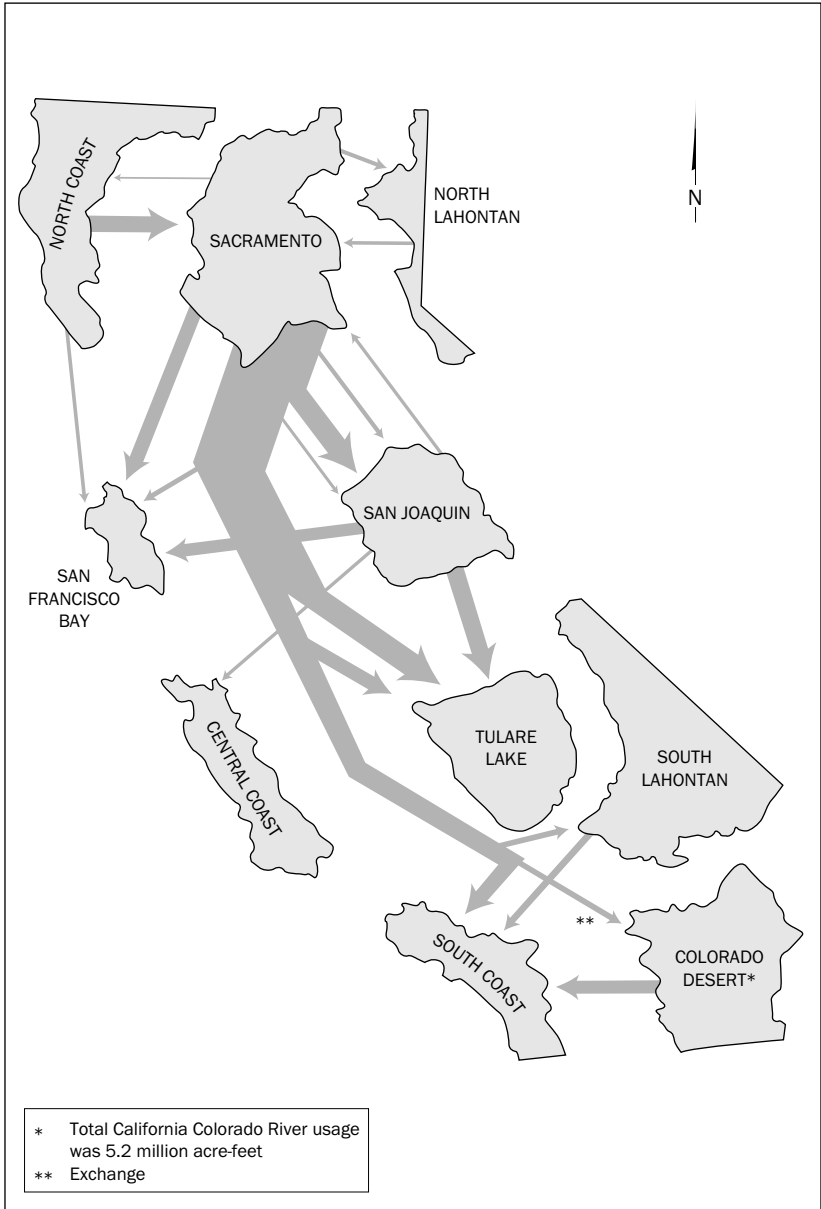 N
NORTH COAST
SACRAMENTO
NORTH
LAHONTAN
SAN JOAQUIN
SAN
FRANCISCO
BAY
CENTRAL COAST
TULARE
LAKE
SOUTH
LAHONTAN
**
SOUTH COAST
COLORADO
DESERT*
* Total California Colorado River usage
was 5.2 million acre-feet
** Exchange